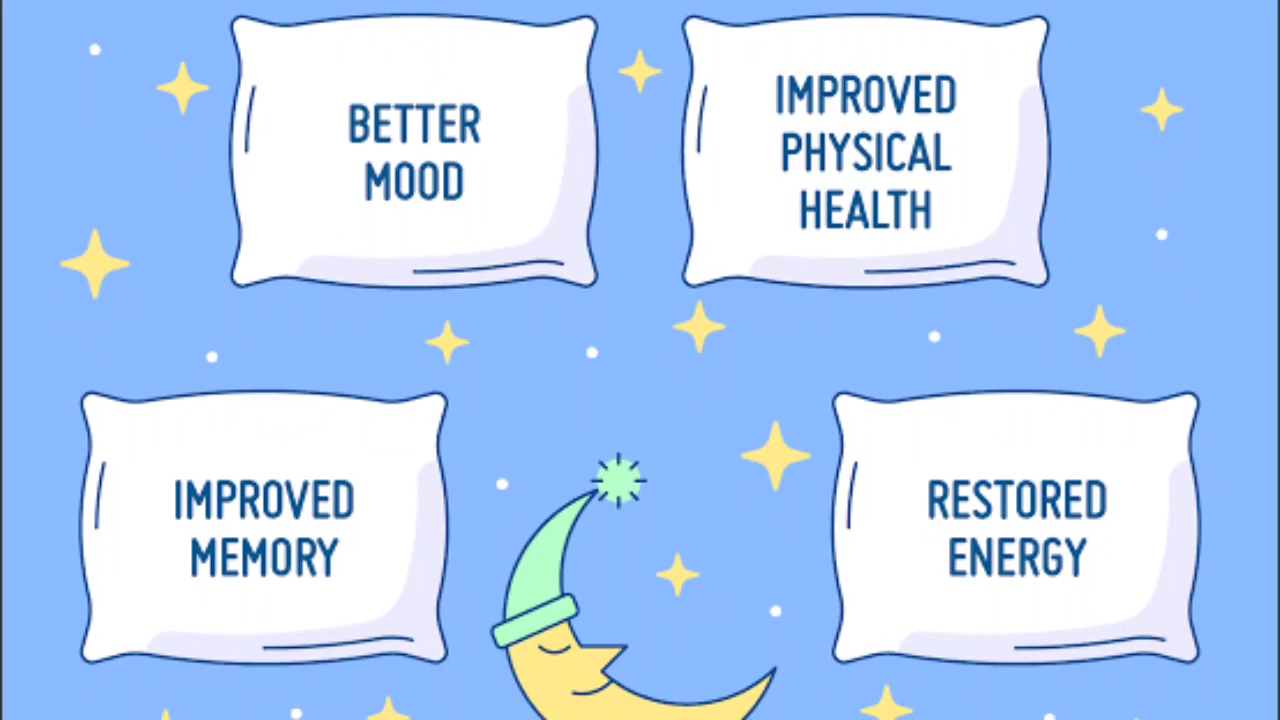 BETTER
MOOD
IMPROVED
PHYSICAL
HEALTH
IMPROVED
MEMORY
RESTORED
ENERGY